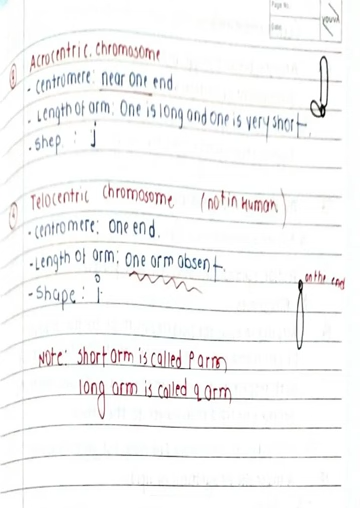 Page No.
Date:
youva
③ Acrocentric chromosome
- centromere: near one end.
- Length of arm: One is long and one is very short.
- shep : j
④ Telocentric chromosome (not in Human)
- centromere: One end.
- Length of arm: One arm absent.
on the end
- Shape : i
NOTE: short arm is called P arm
long arm is called q arm